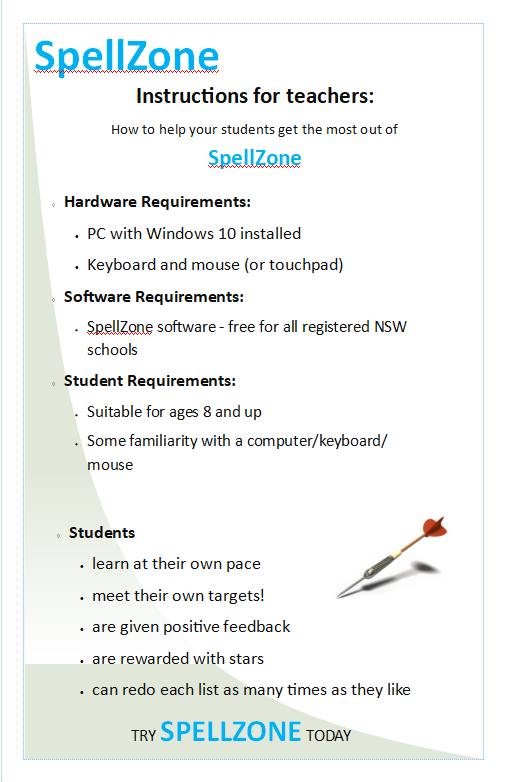 SpellZone
Instructions for teachers:
How to help your students get the most out of
SpellZone
Hardware Requirements:
PC with Windows 10 installed
Keyboard and mouse (or touchpad)
Software Requirements:
SpellZone software - free for all registered NSW
schools
Student Requirements:
Suitable for ages 8 and up
Some familiarity with a computer/keyboard/
mouse
Students
learn at their own pace
meet their own targets!
are given positive feedback
are rewarded with stars
can redo each list as many times as they like
TRY SPELLZONE TODAY